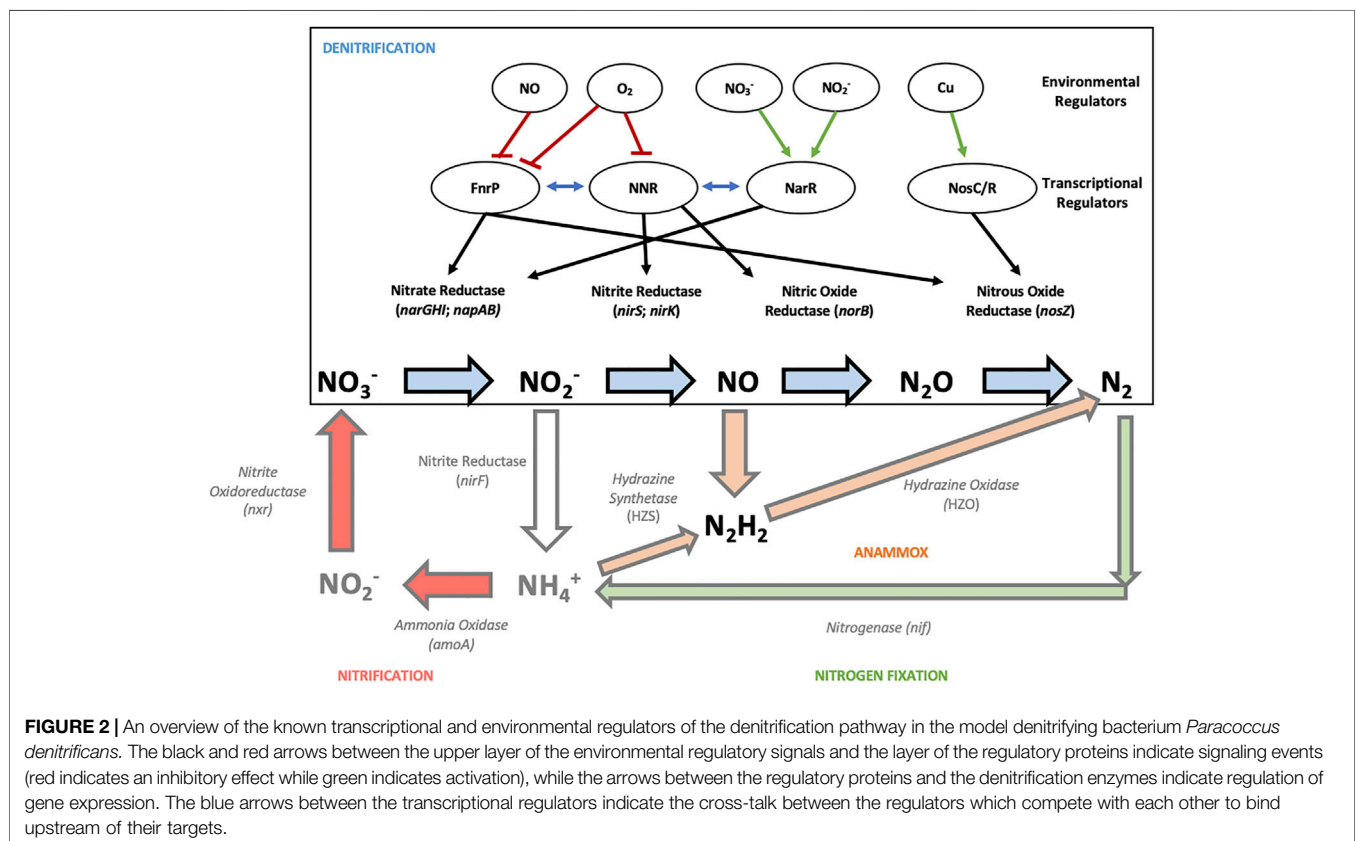 DENITRIFICATION
NO
O₂
NO₃⁻
NO₂⁻
Cu
Environmental
Regulators
FnrP
NNR
NarR
NosC/R
Transcriptional
Regulators
Nitrate Reductase
(narGHI; napAB)
Nitrite Reductase
(nirS; nirK)
Nitric Oxide
Reductase (norB)
Nitrous Oxide
Reductase (nosZ)
NO₃⁻
NO₂⁻
NO
N₂O
N₂
Nitrite
Oxidoreductase
(nxr)
Nitrite Reductase
(nirF)
Hydrazine
Synthetase
(HZS)
Hydrazine Oxidase
(HZO)
N₂H₂
ANAMMOX
NO₂⁻
NH₄⁺
Ammonia Oxidase
(amoA)
Nitrogenase (nif)
NITRIFICATION
NITROGEN FIXATION
FIGURE 2 | An overview of the known transcriptional and environmental regulators of the denitrification pathway in the model denitrifying bacterium Paracoccus
denitrificans. The black and red arrows between the upper layer of the environmental regulatory signals and the layer of the regulatory proteins indicate signaling events
(red indicates an inhibitory effect while green indicates activation), while the arrows between the regulatory proteins and the denitrification enzymes indicate regulation of
gene expression. The blue arrows between the transcriptional regulators indicate the cross-talk between the regulators which compete with each other to bind
upstream of their targets.